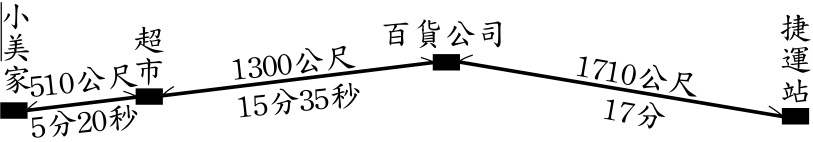 小美家
510公尺
5分20秒
超市
1300公尺
15分35秒
百貨公司
1710公尺
17分
捷運站